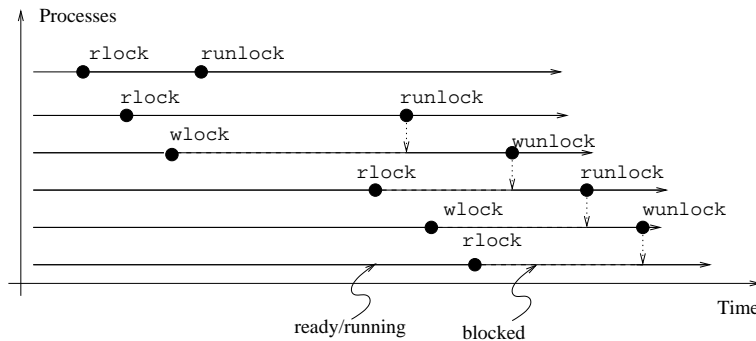 Processes
rlock runlock
rlock runlock
wlock wunlock
rlock runlock
wlock wunlock
rlock
Time
ready/running blocked